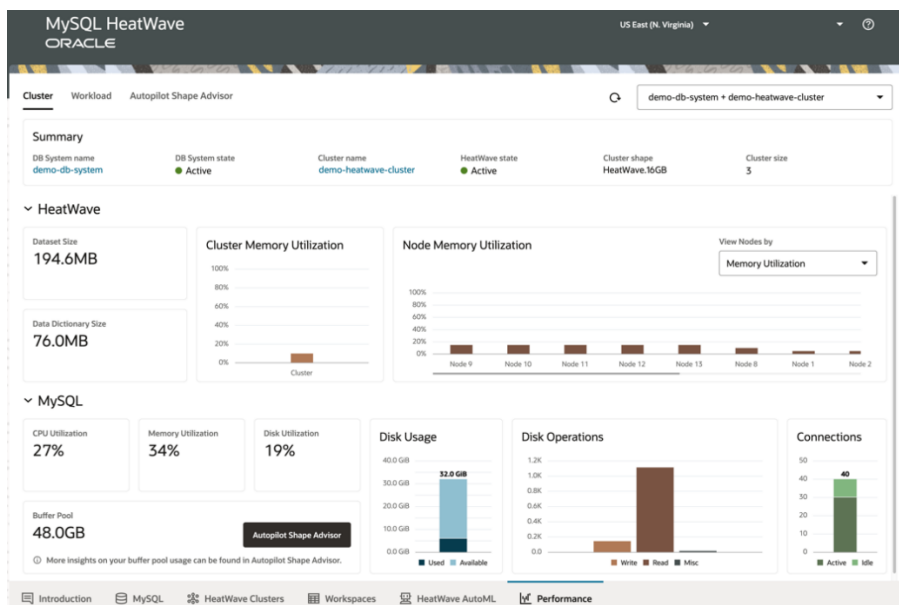 MySQL HeatWave
ORACLE
US East (N. Virginia)
Cluster Workload Autopilot Shape Advisor
demo-db-system + demo-heatwave-cluster
Summary
DB System name DB System state Cluster name HeatWave state Cluster shape Cluster size
demo-db-system Active demo-heatwave-cluster Active HeatWave.16GB 3
HeatWave
Dataset Size
194.6MB
Data Dictionary Size
76.0MB
Cluster Memory Utilization
100%
80%
60%
40%
20%
0%
Cluster
Node Memory Utilization
View Nodes by
Memory Utilization
100%
80%
60%
40%
20%
0%
Node 9 Node 10 Node 11 Node 12 Node 13 Node 8 Node 1 Node 2
MySQL
CPU Utilization
27%
Memory Utilization
34%
Disk Utilization
19%
Buffer Pool
48.0GB
Autopilot Shape Advisor
More insights on your buffer pool usage can be found in Autopilot Shape Advisor.
Disk Usage
40.0 GiB
30.0 GiB
20.0 GiB
10.0 GiB
0.0 GiB
32.0 GiB
Used Available
Disk Operations
1.2K
1.0K
0.8K
0.6K
0.4K
0.2K
0.0
Write Read Misc
Connections
50
40
30
20
10
0
40
Active Idle
Introduction MySQL HeatWave Clusters Workspaces HeatWave AutoML Performance